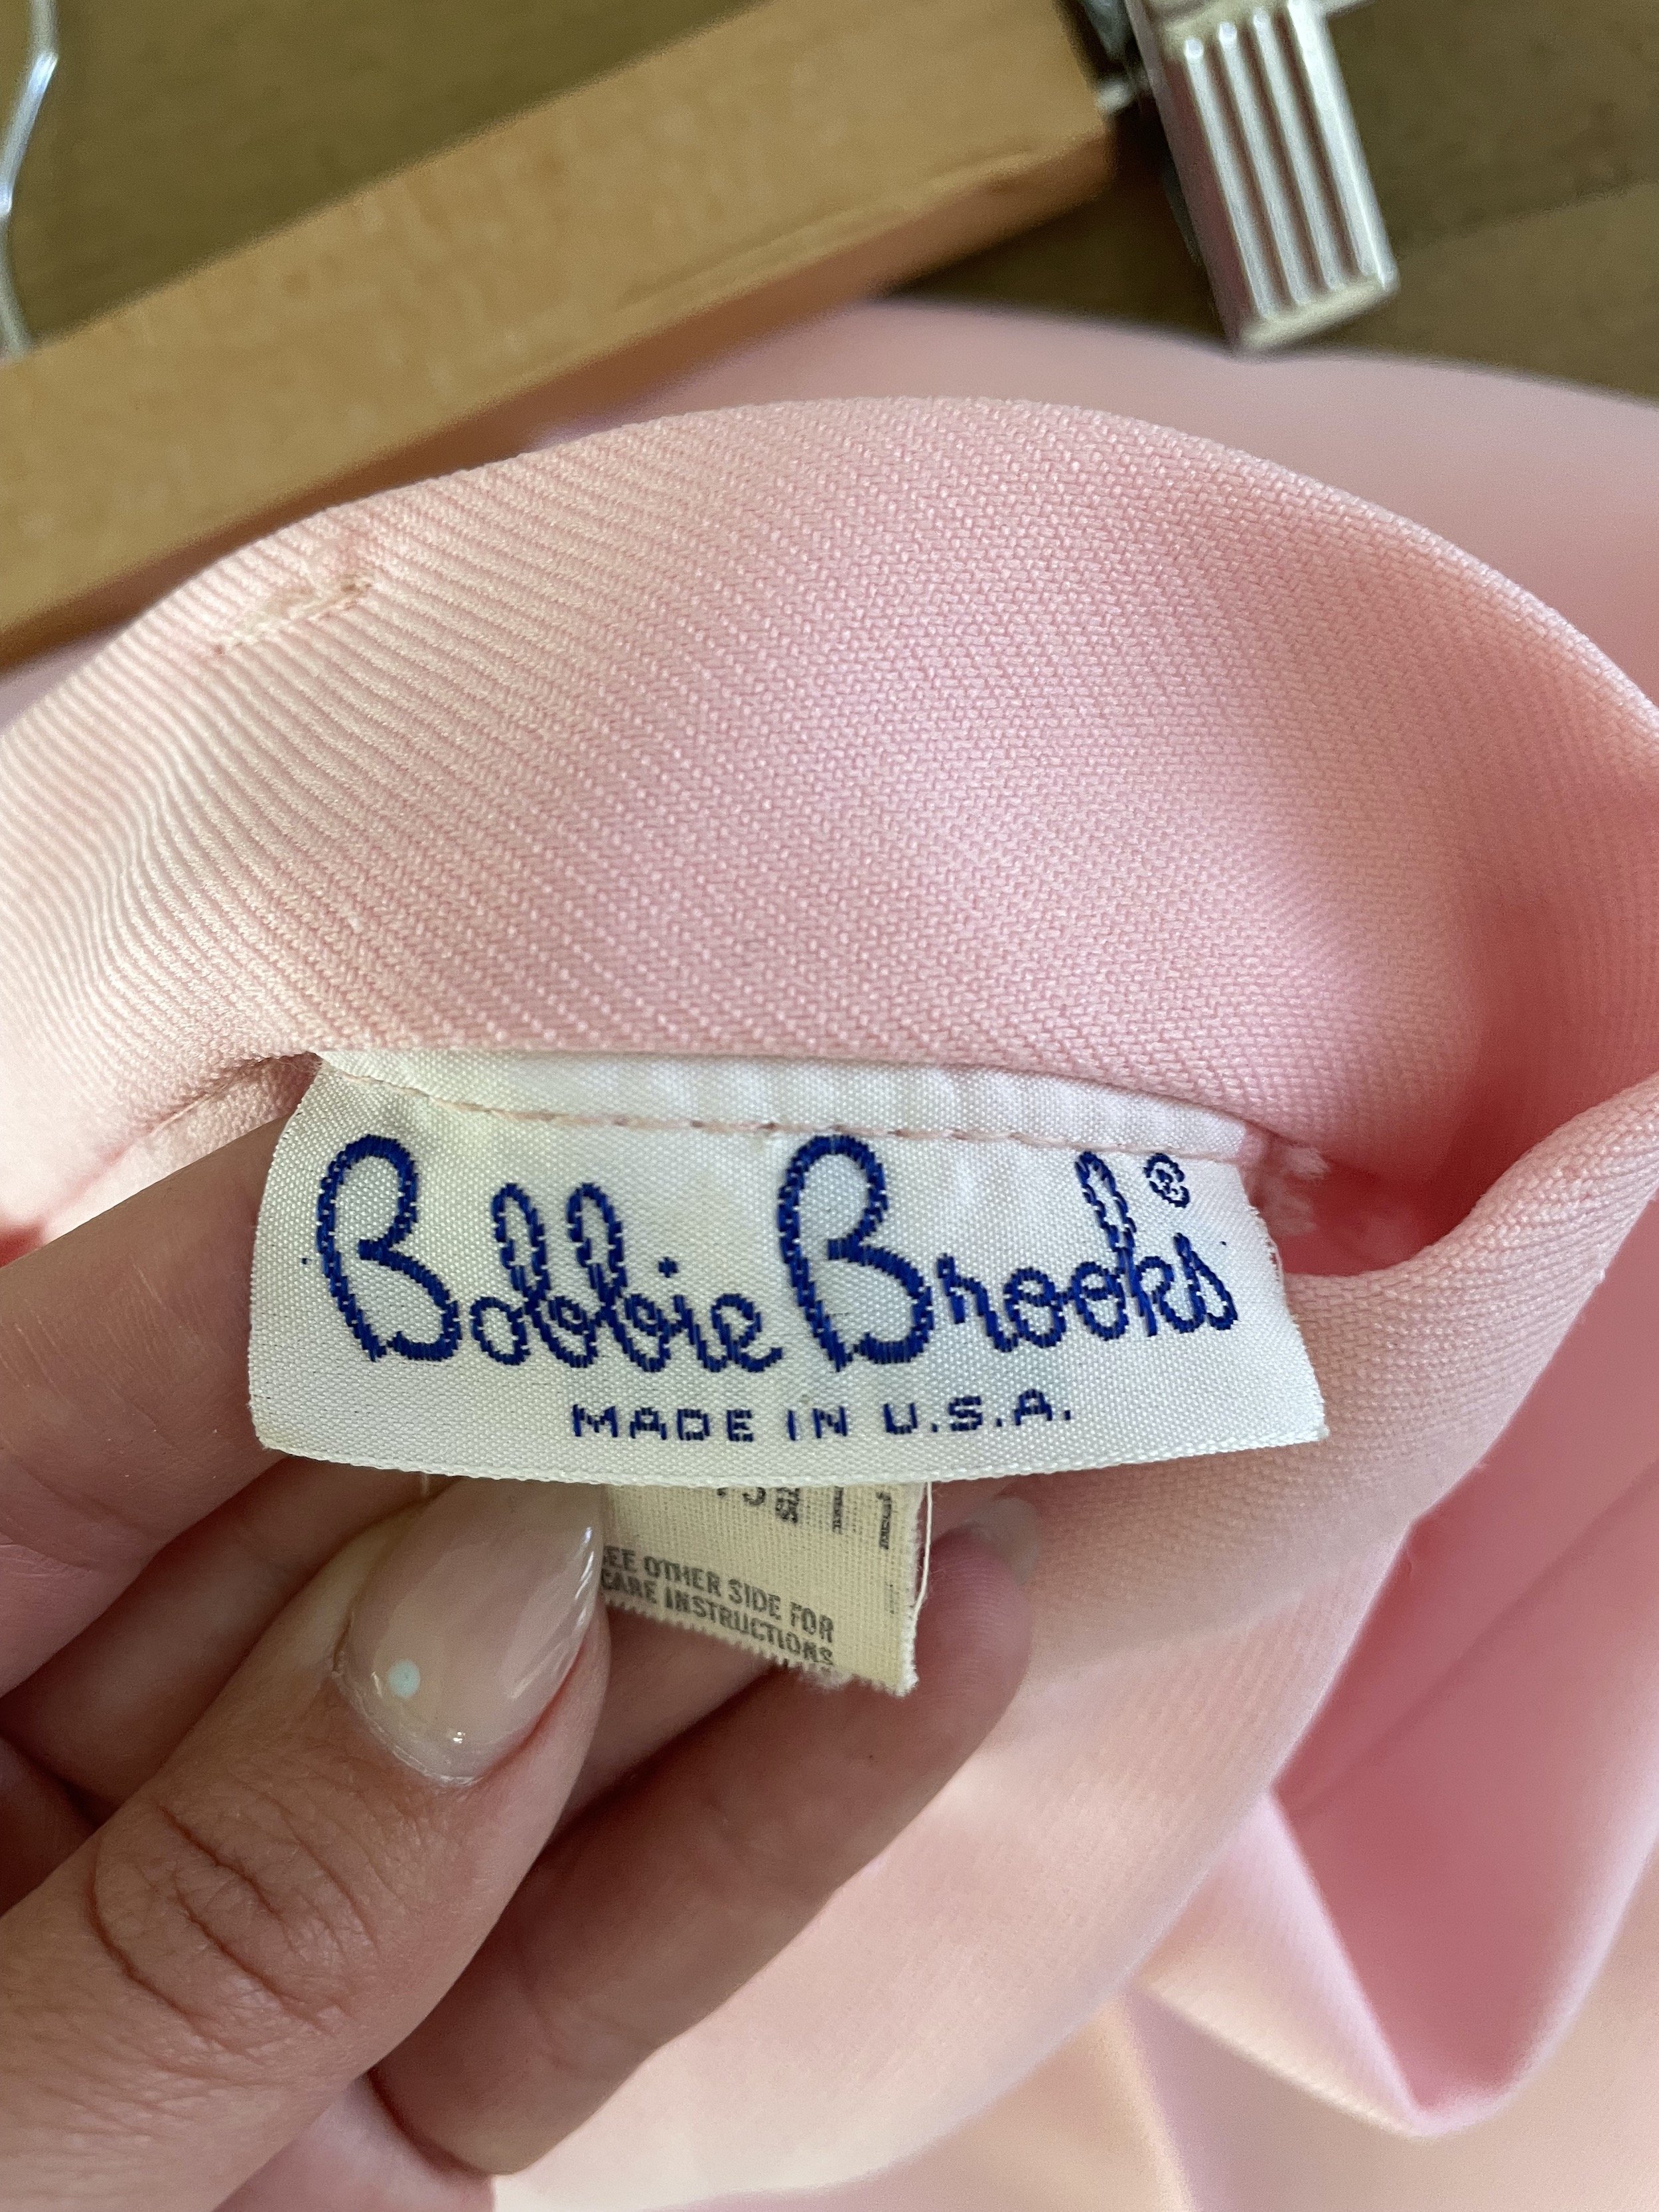 Bobbie Brooks®
MADE IN U.S.A.
SEE OTHER SIDE FOR
CARE INSTRUCTIONS